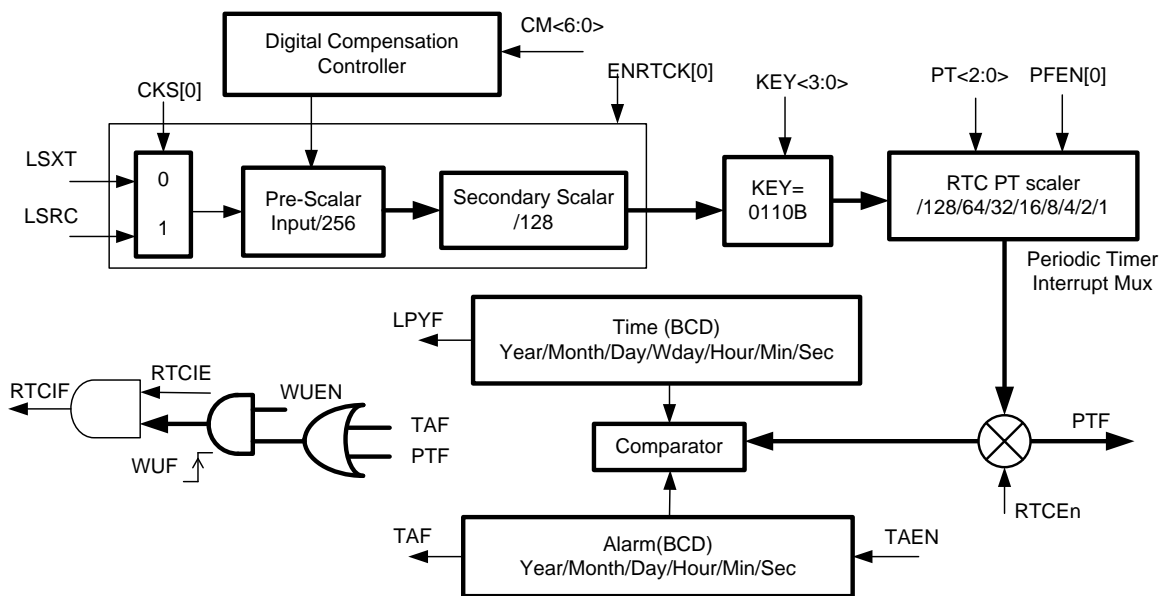 CM<6:0>
Digital Compensation
Controller
ENRTCK[0]
CKS[0]
KEY<3:0>
PT<2:0>
PFEN[0]
LSXT
LSRC
0
1
Pre-Scalar
Input/256
Secondary Scalar
/128
KEY=
0110B
RTC PT scaler
/128/64/32/16/8/4/2/1
Periodic Timer
Interrupt Mux
LPYF
Time (BCD)
Year/Month/Day/Wday/Hour/Min/Sec
RTCIF
RTCIE
WUEN
TAF
PTF
WUF
Comparator
PTF
RTCEn
TAF
Alarm(BCD)
Year/Month/Day/Hour/Min/Sec
TAEN